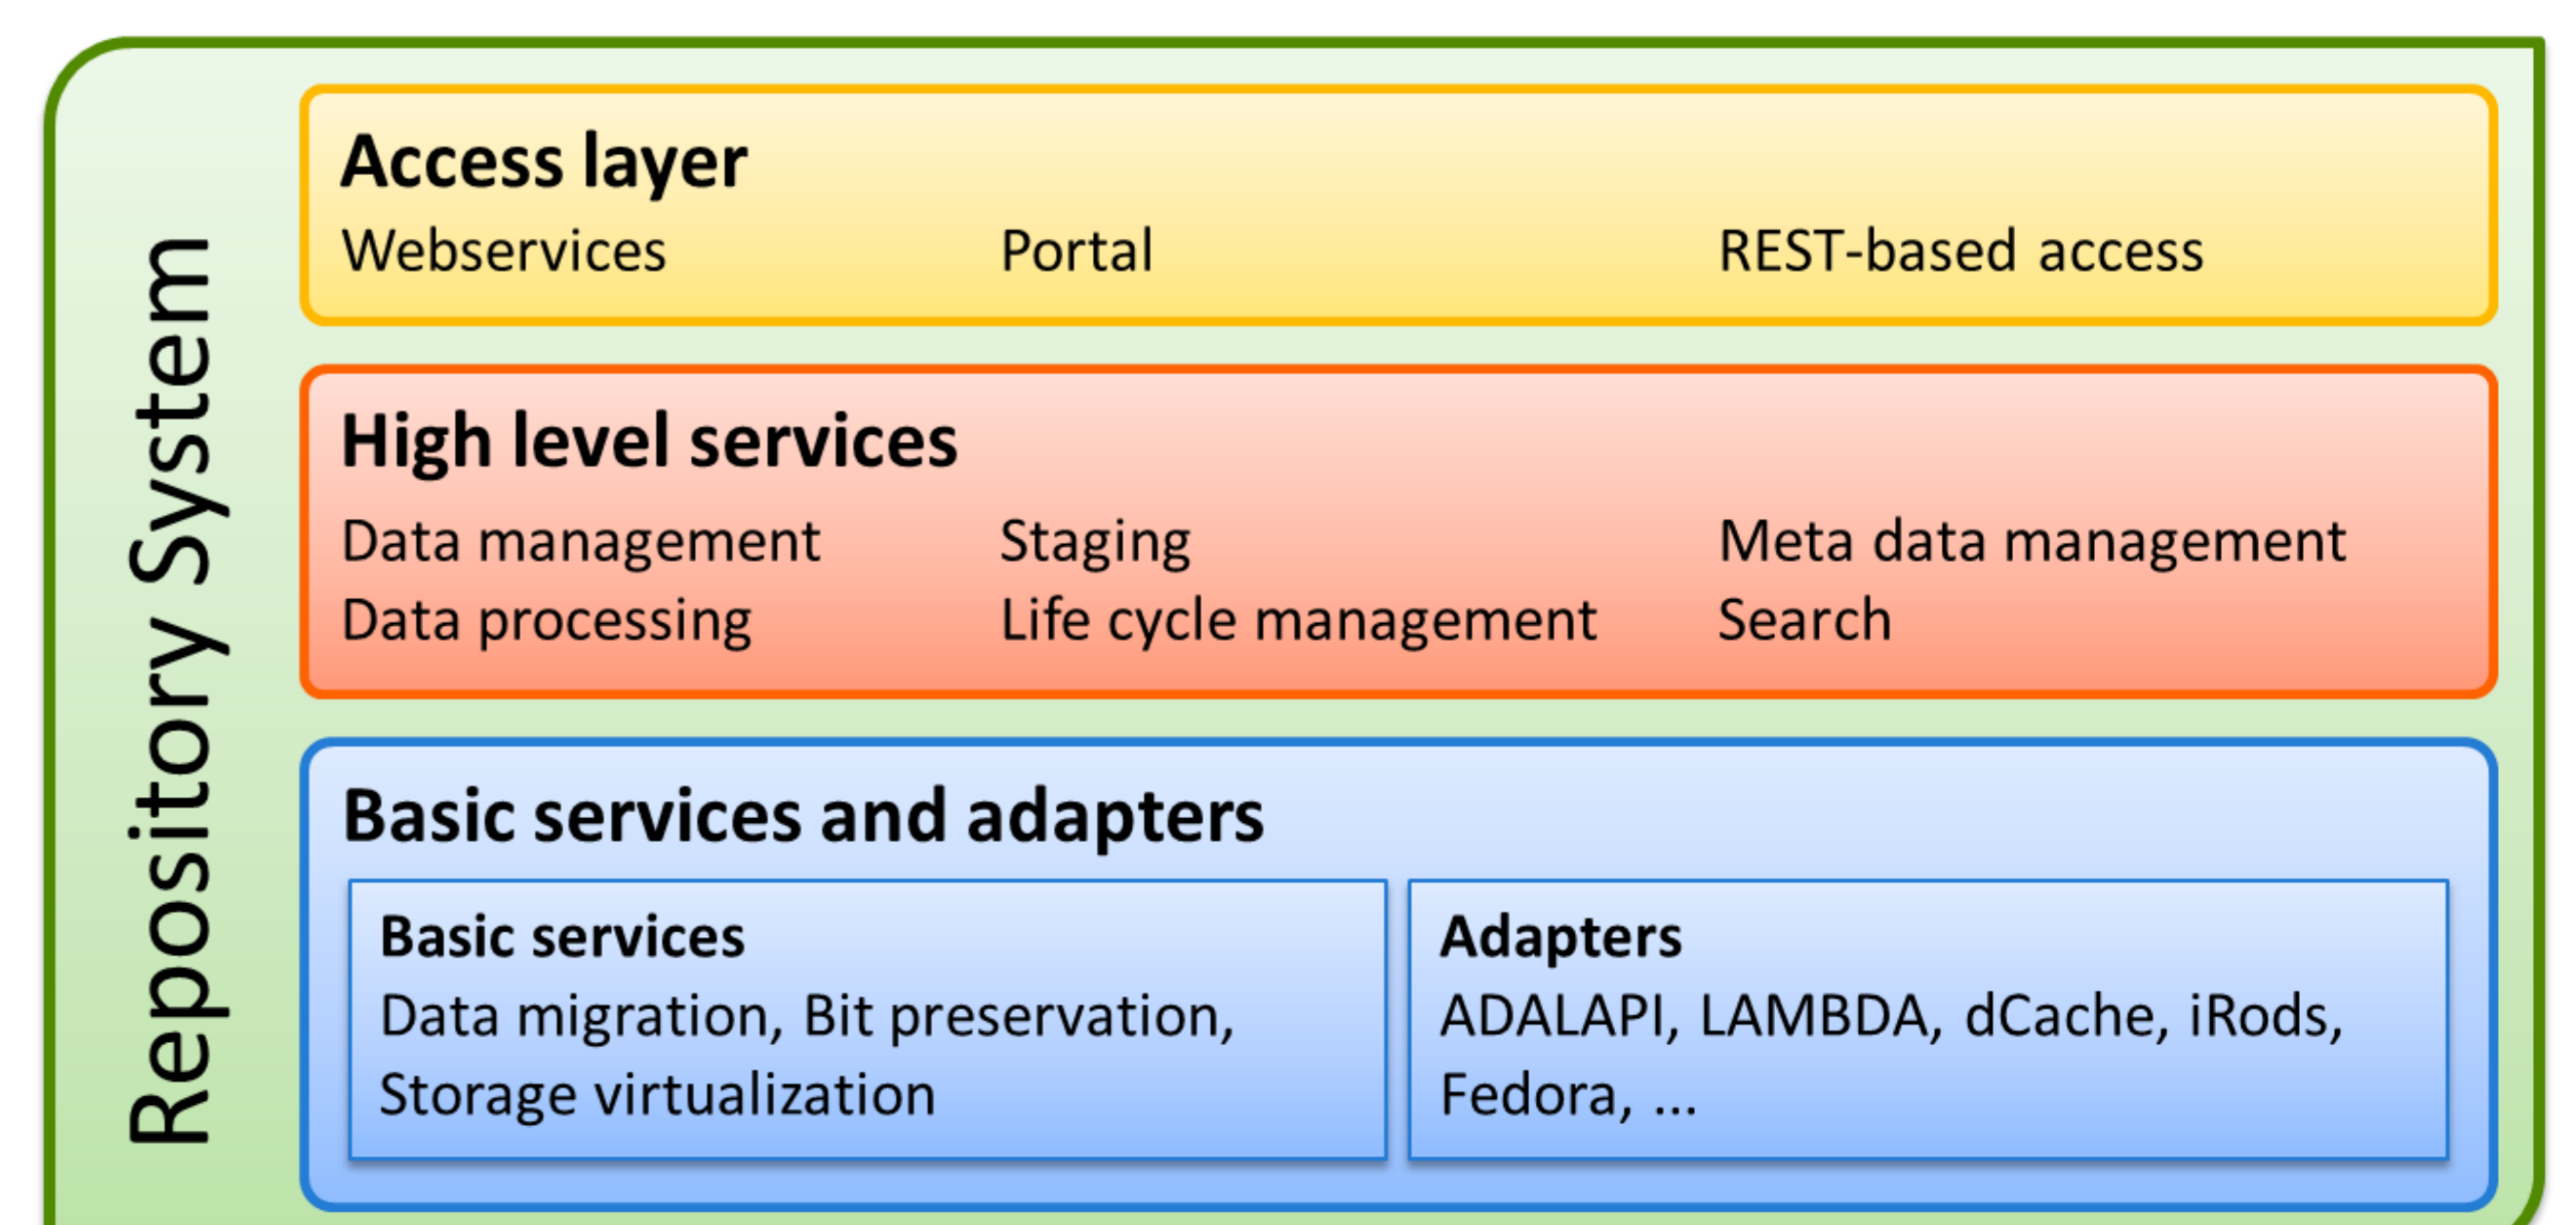 Repository System
Access layer
Webservices Portal REST-based access
High level services
Data management Staging Meta data management
Data processing Life cycle management Search
Basic services and adapters
Basic services
Data migration, Bit preservation,
Storage virtualization
Adapters
ADALAPI, LAMBDA, dCache, iRods,
Fedora, ...